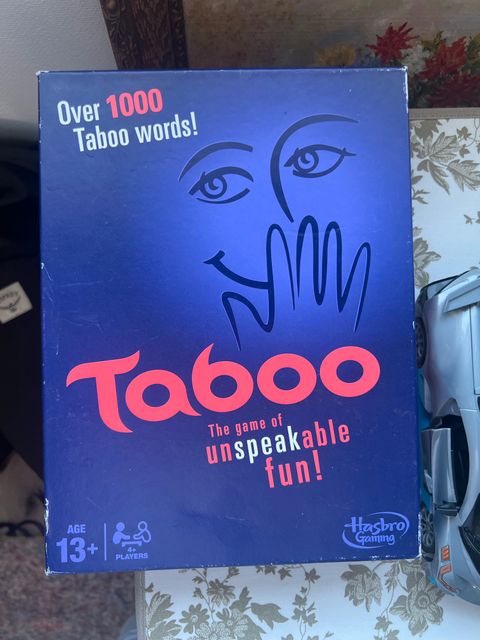 Over 1000
Taboo words!
Taboo
The game of
unspeakable
fun!
AGE
13+
4+
PLAYERS
Hasbro
Gaming